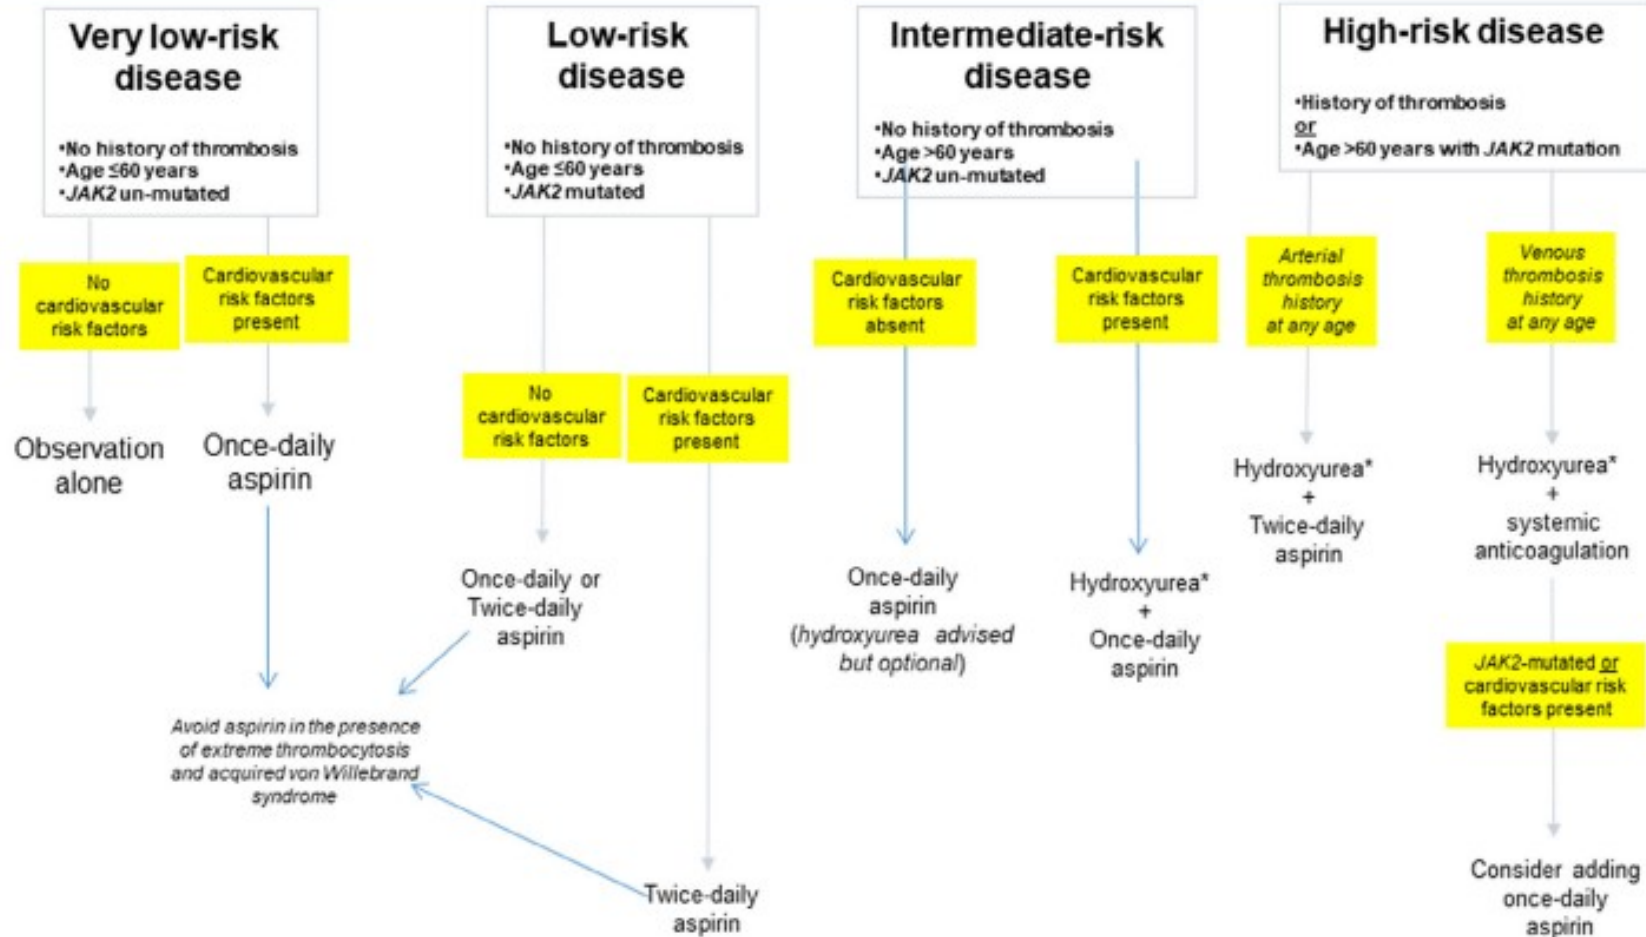 Very low-risk
disease
•No history of thrombosis
•Age ≤60 years
•JAK2 un-mutated
No
cardiovascular
risk factors
Cardiovascular
risk factors
present
Observation
alone
Once-daily
aspirin
Low-risk
disease
•No history of thrombosis
•Age ≤60 years
•JAK2 mutated
No
cardiovascular
risk factors
Cardiovascular
risk factors
present
Once-daily or
Twice-daily
aspirin
Avoid aspirin in the presence
of extreme thrombocytosis
and acquired von Willebrand
syndrome
Twice-daily
aspirin
Intermediate-risk
disease
•No history of thrombosis
•Age >60 years
•JAK2 un-mutated
Cardiovascular
risk factors
absent
Cardiovascular
risk factors
present
Once-daily
aspirin
(hydroxyurea advised
but optional)
Hydroxyurea*
+
Once-daily
aspirin
High-risk disease
•History of thrombosis
or
•Age >60 years with JAK2 mutation
Arterial
thrombosis
history
at any age
Venous
thrombosis
history
at any age
Hydroxyurea*
+
Twice-daily
aspirin
Hydroxyurea*
+
systemic
anticoagulation
JAK2-mutated or
cardiovascular risk
factors present
Consider adding
once-daily
aspirin